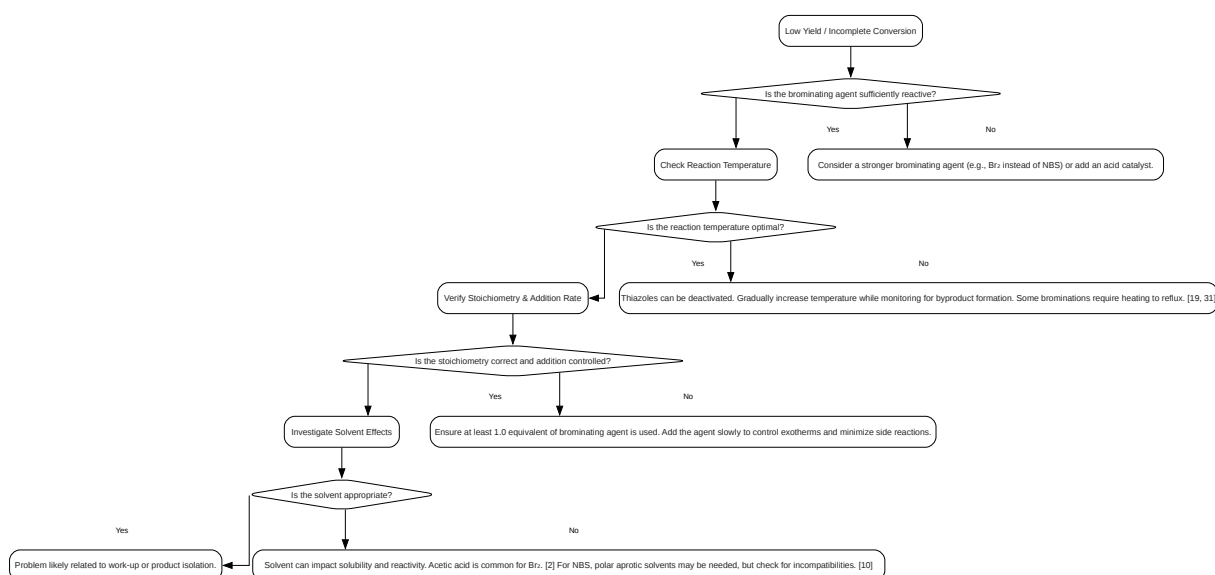 Low Yield / Incomplete Conversion
Is the brominating agent sufficiently reactive?
Yes
No
Check Reaction Temperature
Consider a stronger brominating agent (e.g., Br₂ instead of NBS) or add an acid catalyst.
Is the reaction temperature optimal?
Yes
No
Verify Stoichiometry & Addition Rate
Thiazoles can be deactivated. Gradually increase temperature while monitoring for byproduct formation. Some brominations require heating to reflux. [19, 31]
Is the stoichiometry correct and addition controlled?
Yes
No
Investigate Solvent Effects
Ensure at least 1.0 equivalent of brominating agent is used. Add the agent slowly to control exotherms and minimize side reactions.
Is the solvent appropriate?
Yes
No
Problem likely related to work-up or product isolation.
Solvent can impact solubility and reactivity. Acetic acid is common for Br₂. [2] For NBS, polar aprotic solvents may be needed, but check for incompatibilities. [10]